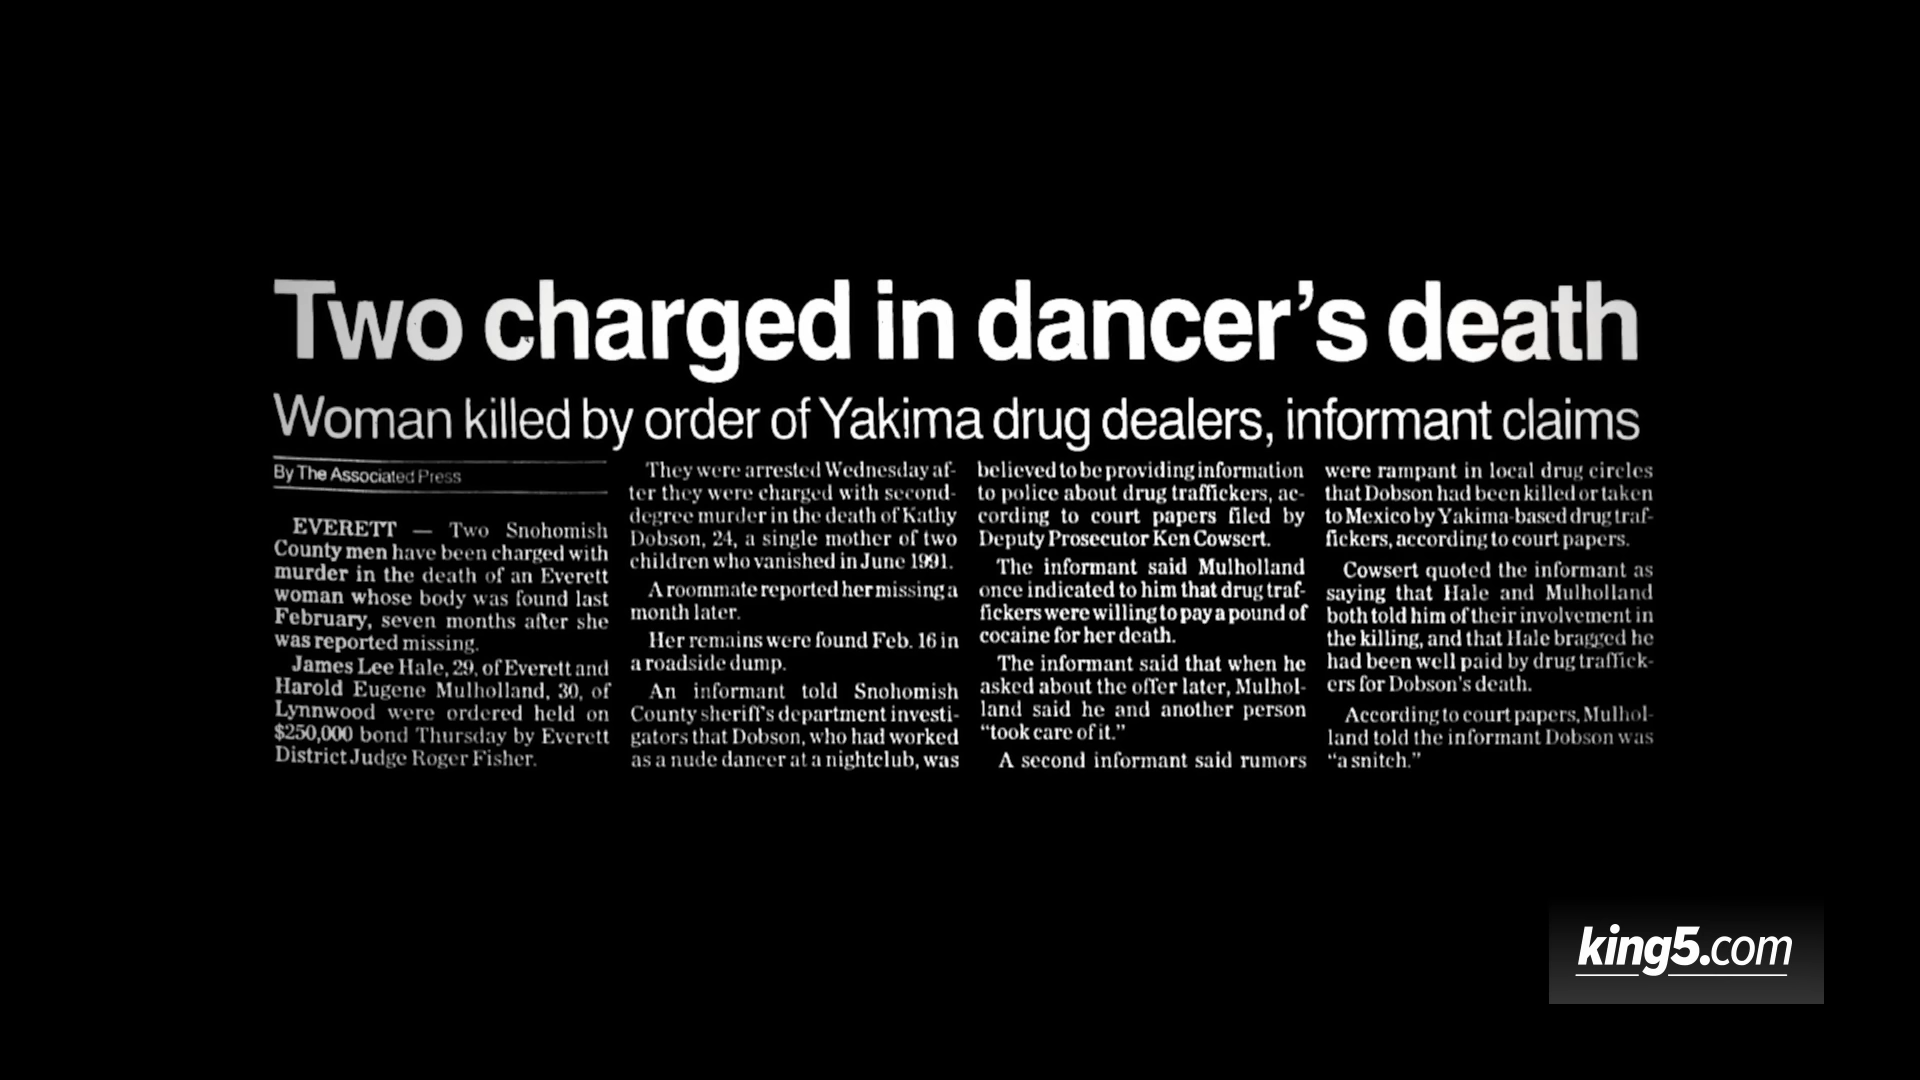 Two charged in dancer's death
Woman killed by order of Yakima drug dealers, informant claims
By The Associated Press
EVERETT — Two Snohomish
County men have been charged with
murder in the death of an Everett
woman whose body was found last
February, seven months after she
was reported missing.
James Lee Hale, 29, of Everett and
Harold Eugene Mulholland, 30, of
Lynnwood were ordered held on
$250,000 bond Thursday by Everett
District Judge Roger Fisher.
They were arrested Wednesday af-
ter they were charged with second-
degree murder in the death of Kathy
Dobson, 24, a single mother of two
children who vanished in June 1991.
A roommate reported her missing a
month later.
Her remains were found Feb. 16 in
a roadside dump.
An informant told Snohomish
County sheriff's department investi-
gators that Dobson, who had worked
as a nude dancer at a nightclub, was
believed to be providing information
to police about drug traffickers, ac-
cording to court papers filed by
Deputy Prosecutor Ken Cowsert.
The informant said Mulholland
once indicated to him that drug traf-
fickers were willing to pay a pound of
cocaine for her death.
The informant said that when he
asked about the offer later, Mulhol-
land said he and another person
"took care of it."
A second informant said rumors
were rampant in local drug circles
that Dobson had been killed or taken
to Mexico by Yakima-based drug traf-
fickers, according to court papers.
Cowsert quoted the informant as
saying that Hale and Mulholland
both told him of their involvement in
the killing, and that Hale bragged he
had been well paid by drug traffick-
ers for Dobson's death.
According to court papers, Mulhol-
land told the informant Dobson was
"a snitch."
king5.com